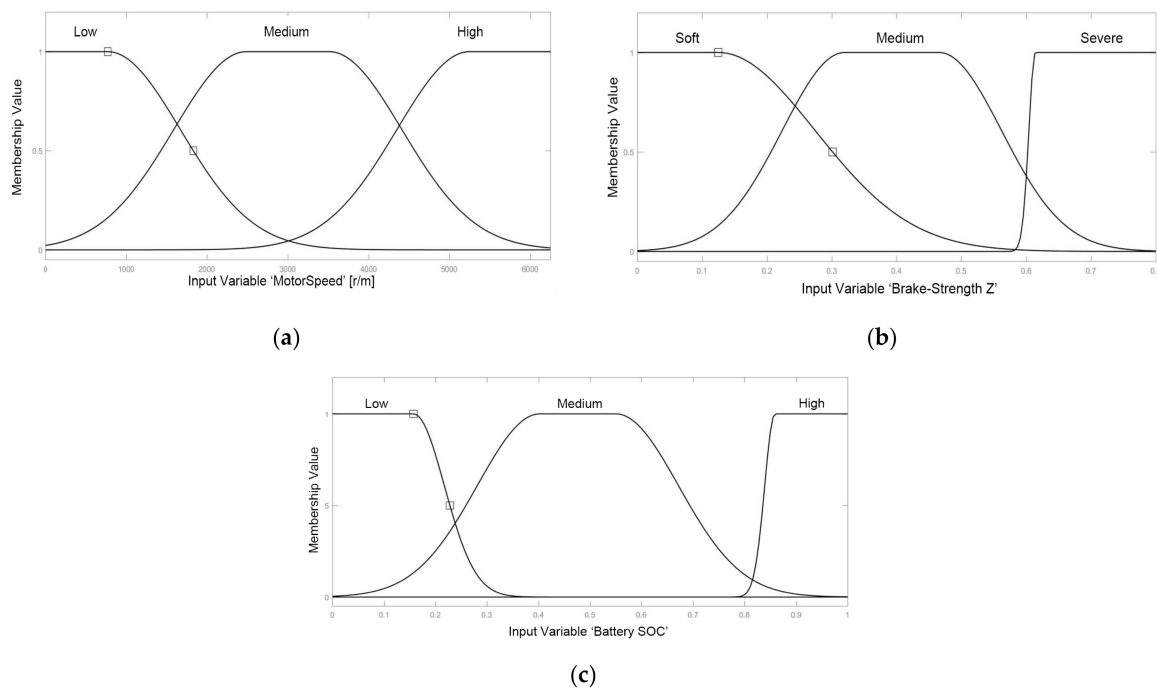 Low Medium High
1
0.5
0
Membership Value
0 1000 2000 3000 4000 5000 6000
Input Variable ‘MotorSpeed’ [r/m]
(a)
Soft Medium Severe
1
0.5
0
Membership Value
0 0.1 0.2 0.3 0.4 0.5 0.6 0.7 0.8
Input Variable ‘Brake-Strength Z’
(b)
Low Medium High
1
5
0
Membership Value
0 0.1 0.2 0.3 0.4 0.5 0.6 0.7 0.8 0.9 1
Input Variable ‘Battery SOC’
(c)